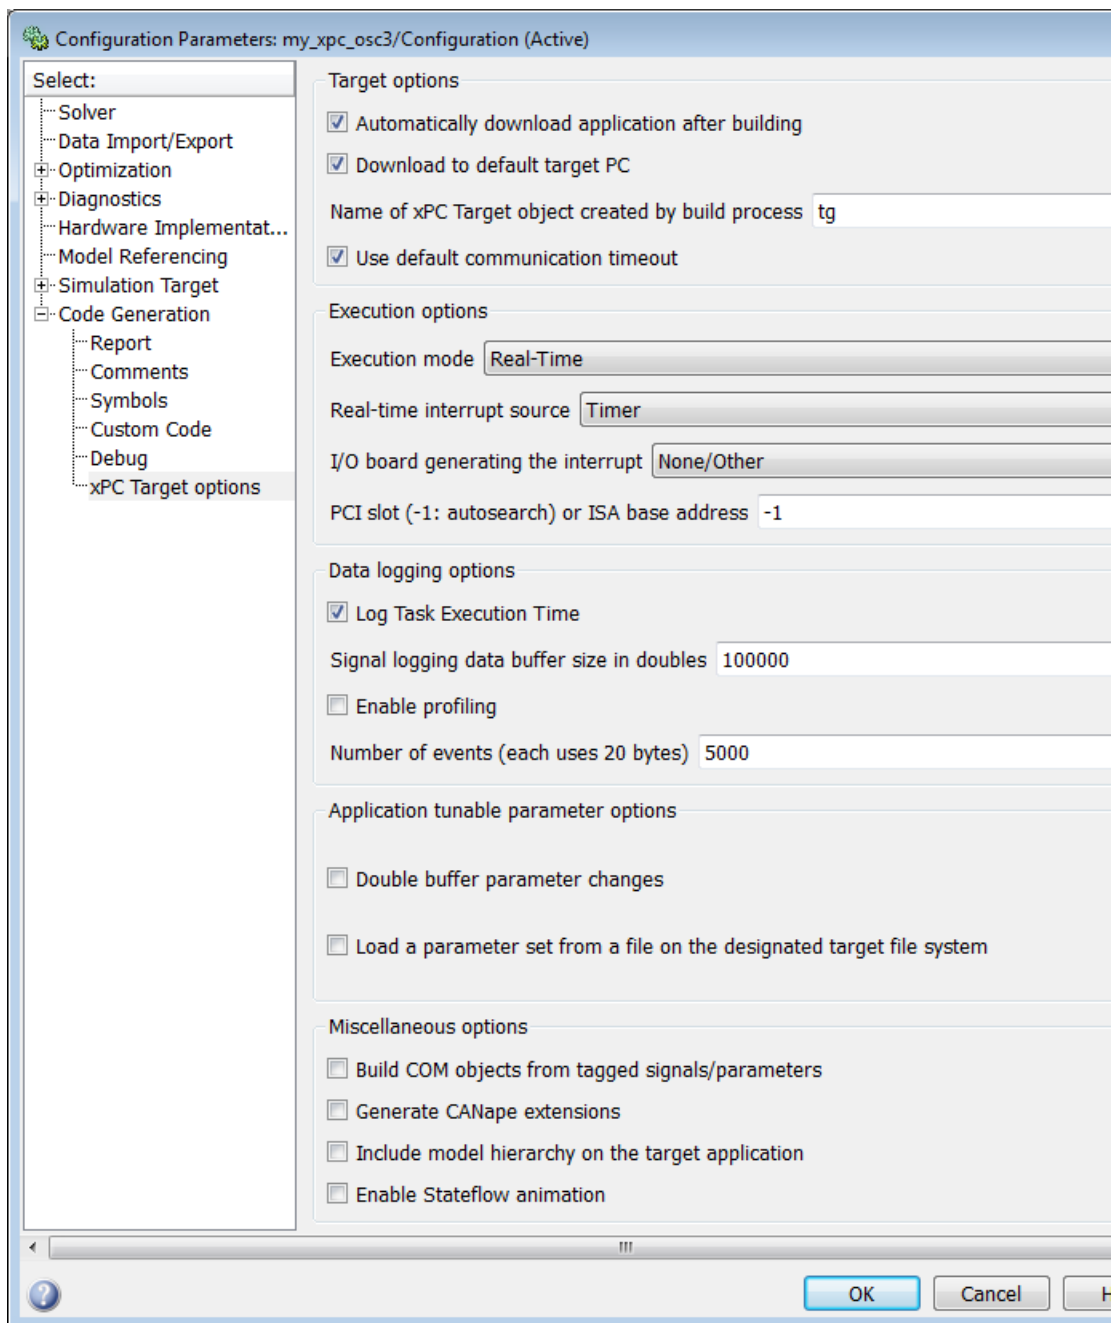 Configuration Parameters: my_xpc_osc3/Configuration (Active)
Select:
Solver
Data Import/Export
Optimization
Diagnostics
Hardware Implementat...
Model Referencing
Simulation Target
Code Generation
Report
Comments
Symbols
Custom Code
Debug
xPC Target options
Target options
Automatically download application after building
Download to default target PC
Name of xPC Target object created by build process tg
Use default communication timeout
Execution options
Execution mode Real-Time
Real-time interrupt source Timer
I/O board generating the interrupt None/Other
PCI slot (-1: autosearch) or ISA base address -1
Data logging options
Log Task Execution Time
Signal logging data buffer size in doubles 100000
Enable profiling
Number of events (each uses 20 bytes) 5000
Application tunable parameter options
Double buffer parameter changes
Load a parameter set from a file on the designated target file system
Miscellaneous options
Build COM objects from tagged signals/parameters
Generate CANape extensions
Include model hierarchy on the target application
Enable Stateflow animation
OK Cancel